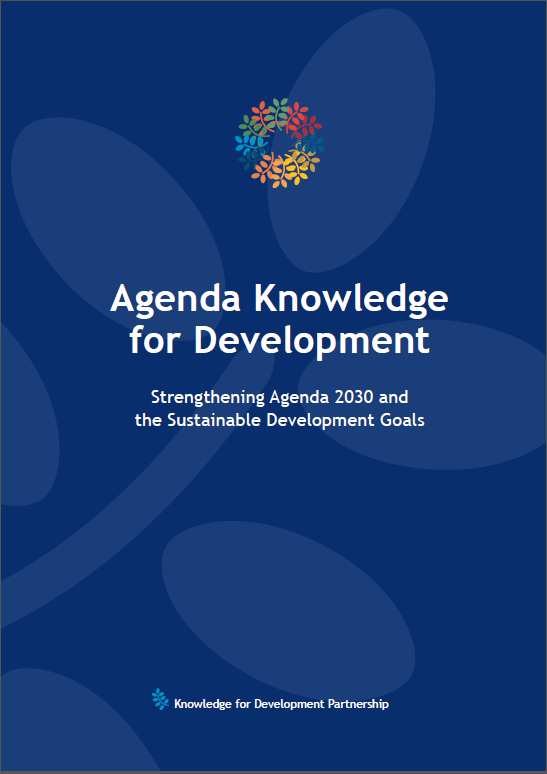 Agenda Knowledge
for Development
Strengthening Agenda 2030 and
the Sustainable Development Goals
Knowledge for Development Partnership